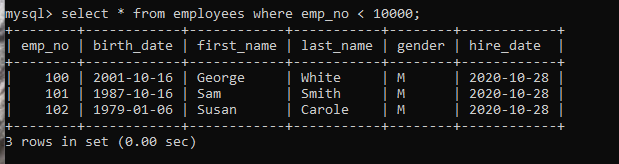 mysql> select * from employees where emp_no < 10000;
+--------+------------+------------+-----------+--------+------------+
| emp_no | birth_date | first_name | last_name | gender | hire_date  |
+--------+------------+------------+-----------+--------+------------+
|    100 | 2001-10-16 | George     | White     | M      | 2020-10-28 |
|    101 | 1987-10-16 | Sam        | Smith     | M      | 2020-10-28 |
|    102 | 1979-01-06 | Susan      | Carole    | M      | 2020-10-28 |
+--------+------------+------------+-----------+--------+------------+
3 rows in set (0.00 sec)